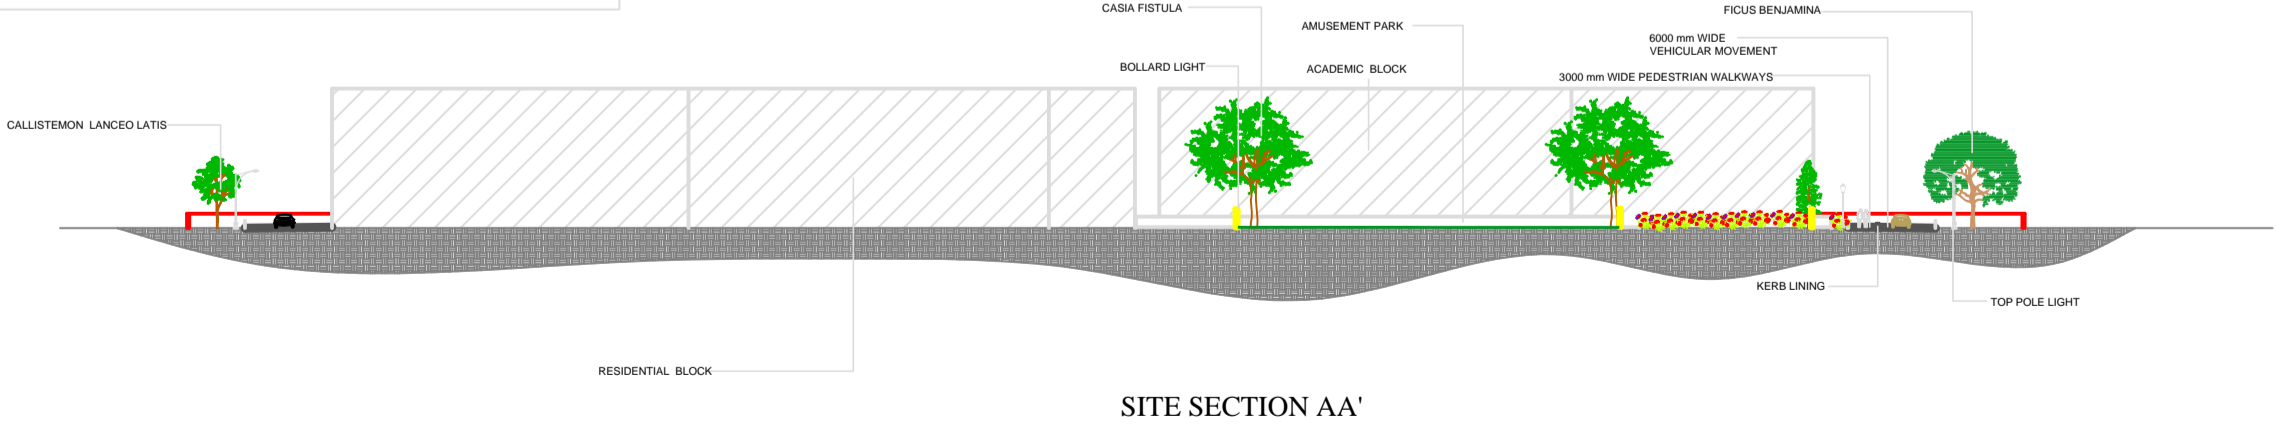 CASIA FISTULA
FICUS BENJAMINA
AMUSEMENT PARK
6000 mm WIDE
VEHICULAR MOVEMENT
BOLLARD LIGHT
ACADEMIC BLOCK
3000 mm WIDE PEDESTRIAN WALKWAYS
CALLISTEMON LANCEO LATIS
KERB LINING
TOP POLE LIGHT
RESIDENTIAL BLOCK
SITE SECTION AA'